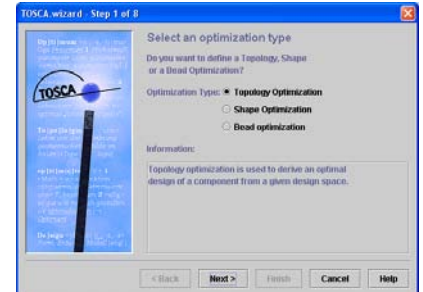 TOSCA.wizard - Step 1 of 8
Select an optimization type
Do you want to define a Topology, Shape
or a Bead Optimization?
Optimization Type: Topology Optimization
Shape Optimization
Bead optimization
Information:
Topology optimization is used to derive an optimal
design of a component from a given design space.
TOSCA
< Back Next > Finish Cancel Help